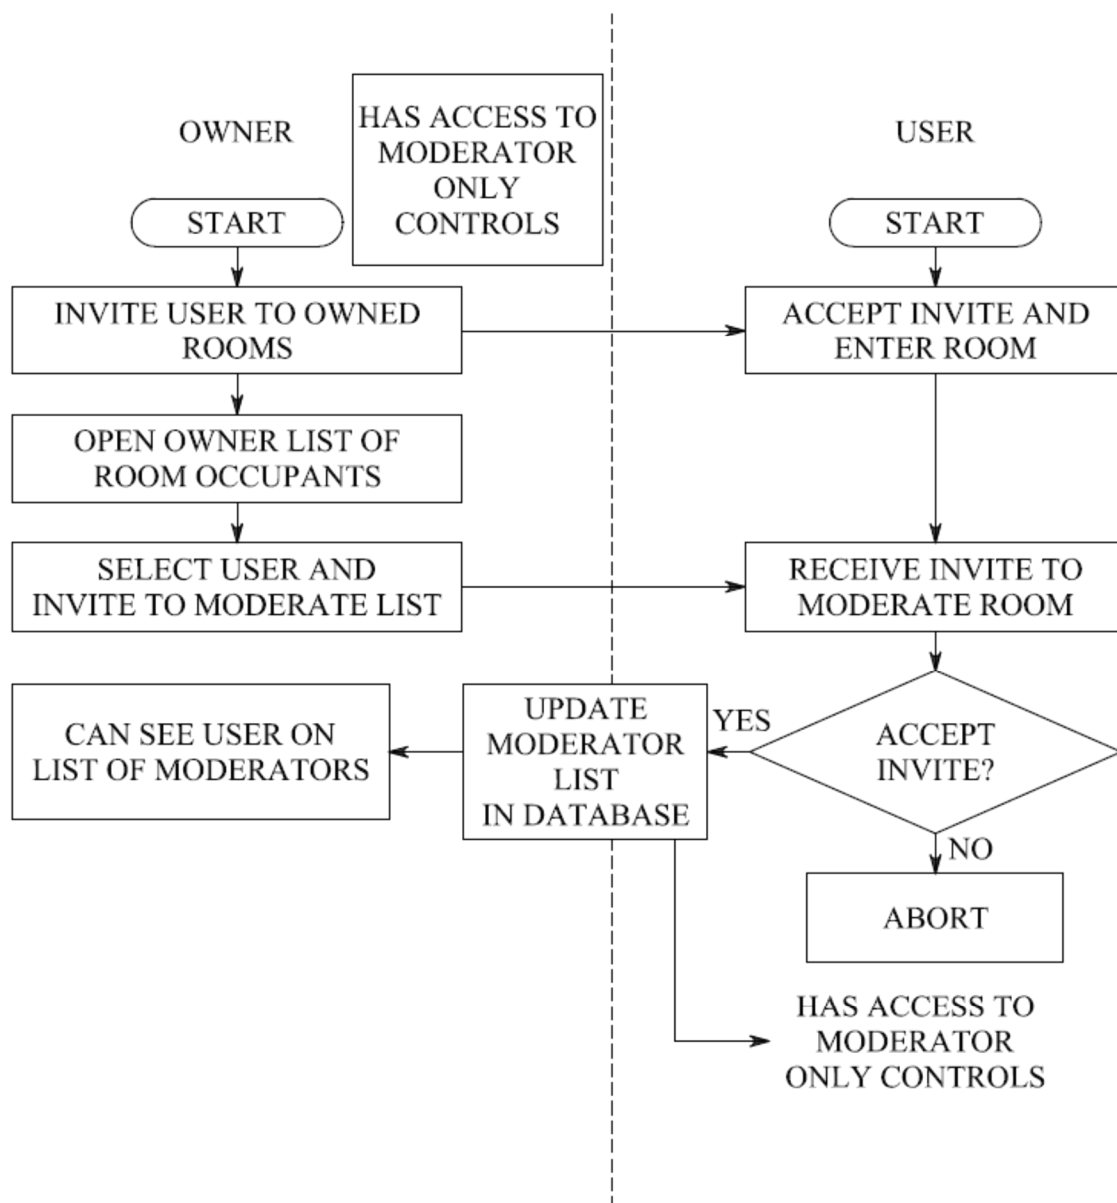 OWNER
HAS ACCESS TO
MODERATOR
ONLY
CONTROLS
USER
START
START
INVITE USER TO OWNED
ROOMS
ACCEPT INVITE AND
ENTER ROOM
OPEN OWNER LIST OF
ROOM OCCUPANTS
SELECT USER AND
INVITE TO MODERATE LIST
RECEIVE INVITE TO
MODERATE ROOM
CAN SEE USER ON
LIST OF MODERATORS
UPDATE
MODERATOR
LIST
IN DATABASE
YES
ACCEPT
INVITE?
NO
ABORT
HAS ACCESS TO
MODERATOR
ONLY CONTROLS